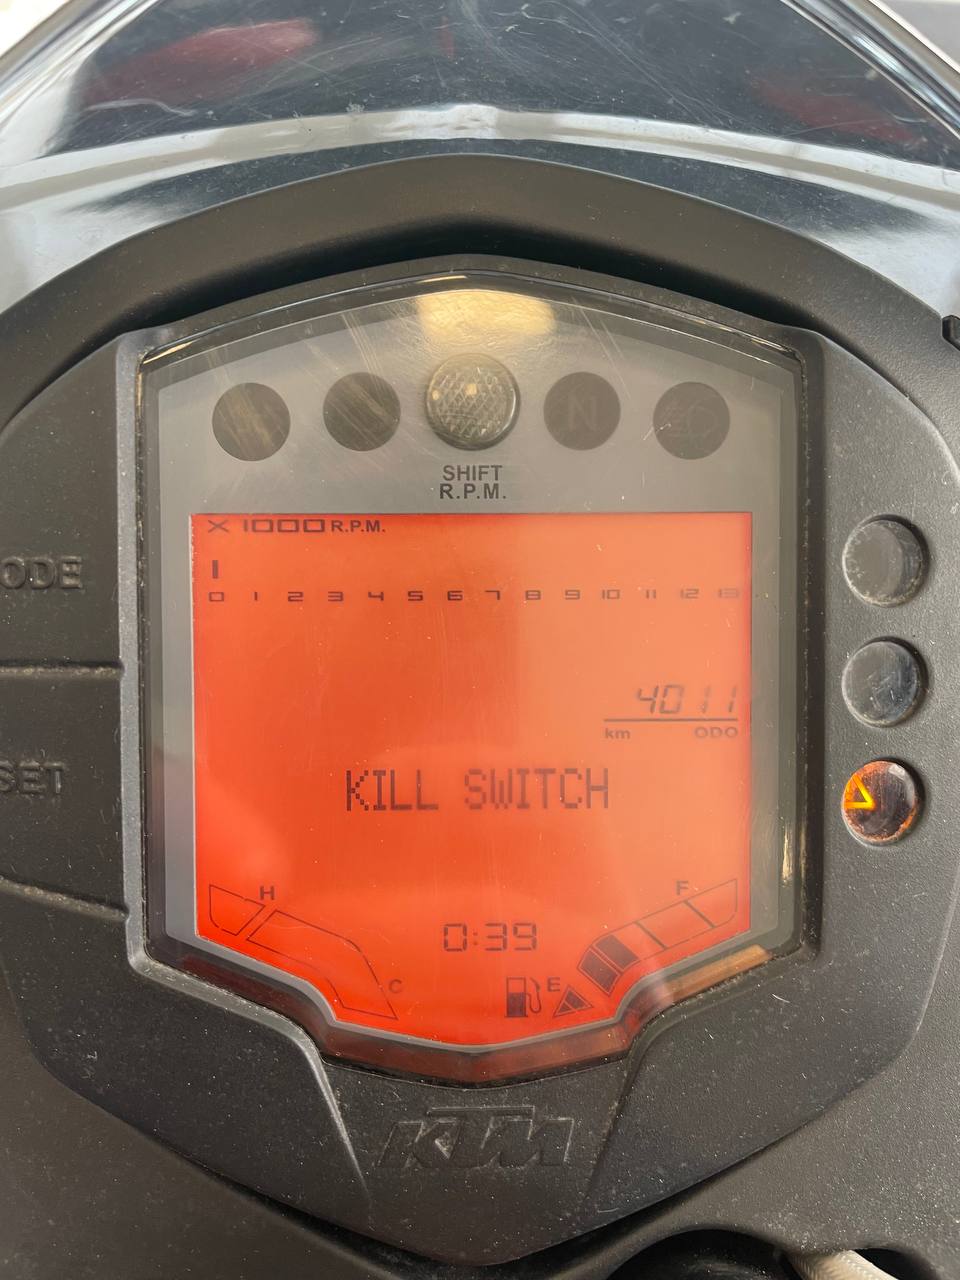 SHIFT
R.P.M.
X 1000 R.P.M.
0 1 2 3 4 5 6 7 8 9 10 11 12 13
ODE
4011
km ODO
SET
KILL SWITCH
H
F
0:39
C
E
KTM
N